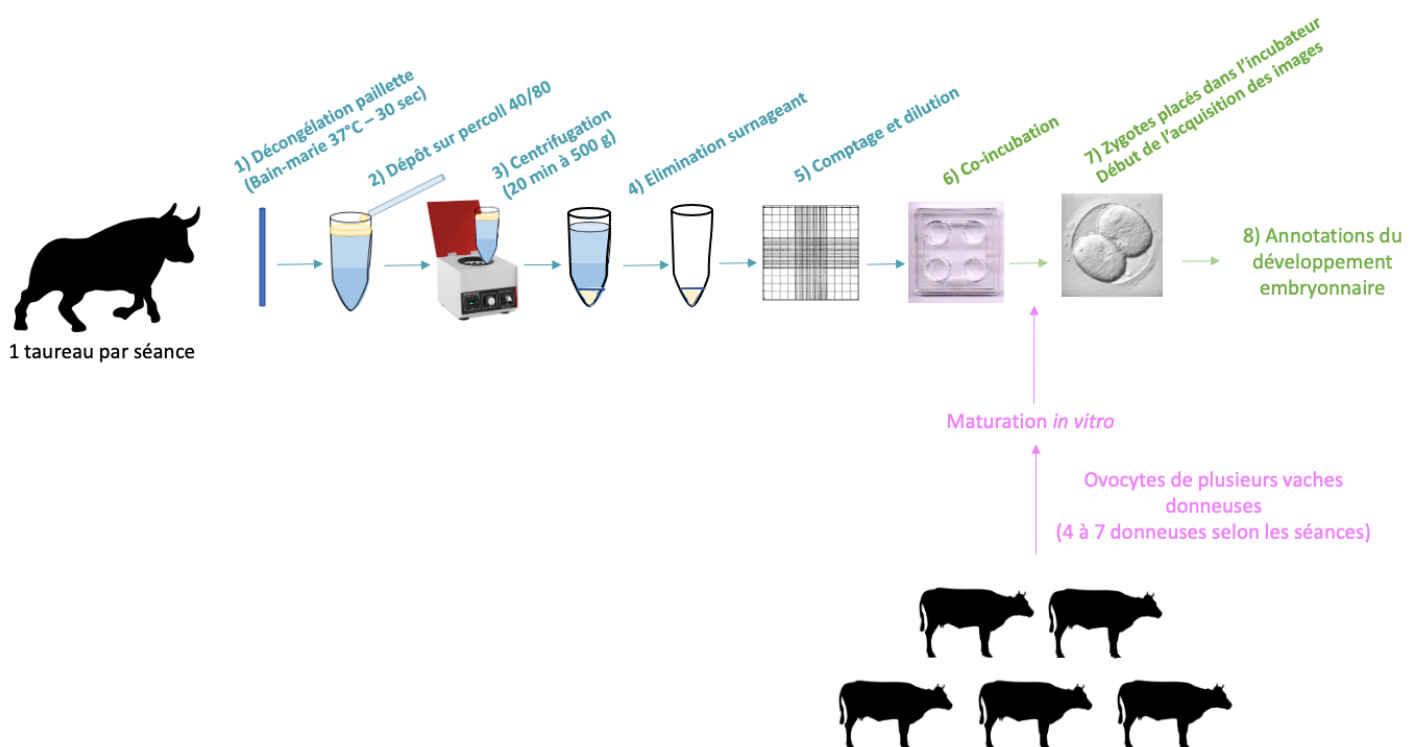 1) Décongélation paillette
(Bain-marie 37°C – 30 sec)
2) Dépôt sur percoll 40/80
3) Centrifugation
(20 min à 500 g)
4) Elimination surnageant
5) Comptage et dilution
6) Co-incubation
7) Zygotes placés dans l'incubateur
Début de l'acquisition des images
8) Annotations du
développement
embryonnaire
1 taureau par séance
Maturation in vitro
Ovocytes de plusieurs vaches
donneuses
(4 à 7 donneuses selon les séances)